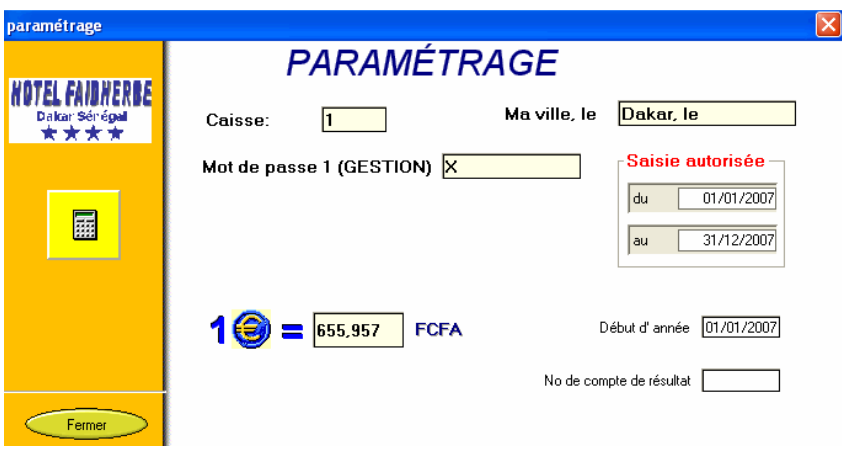 paramétrage
PARAMÉTRAGE
HOTEL FAIDHERBE
Dakar Sénégal
Caisse: 1
Ma ville, le Dakar, le
Mot de passe 1 (GESTION) X
Saisie autorisée
du 01/01/2007
au 31/12/2007
1 € = 655,957 FCFA
Début d' année 01/01/2007
No de compte de résultat
Fermer